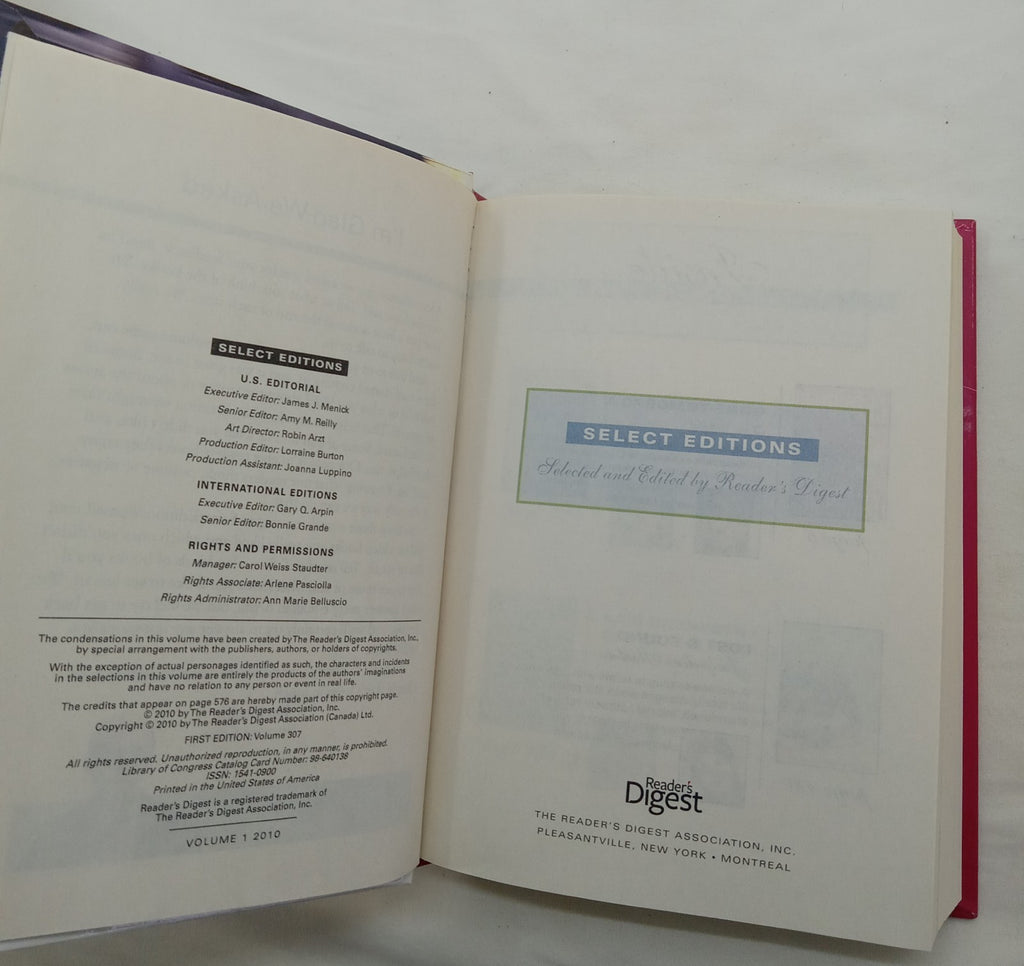 SELECT EDITIONS
U.S. EDITORIAL
Executive Editor: James J. Menick
Senior Editor: Amy M. Reilly
Art Director: Robin Arzt
Production Editor: Lorraine Burton
Production Assistant: Joanna Luppino
INTERNATIONAL EDITIONS
Executive Editor: Gary Q. Arpin
Senior Editor: Bonnie Grande
RIGHTS AND PERMISSIONS
Manager: Carol Weiss Staudter
Rights Associate: Arlene Pasciolla
Rights Administrator: Ann Marie Belluscio
The condensations in this volume have been created by The Reader's Digest Association, Inc.,
by special arrangement with the publishers, authors, or holders of copyrights.
With the exception of actual personages identified as such, the characters and incidents
in the selections in this volume are entirely the products of the authors' imaginations
and have no relation to any person or event in real life.
The credits that appear on page 576 are hereby made part of this copyright page.
© 2010 by The Reader's Digest Association, Inc.
Copyright © 2010 by The Reader's Digest Association (Canada) Ltd.
FIRST EDITION: Volume 307
All rights reserved. Unauthorized reproduction, in any manner, is prohibited.
Library of Congress Catalog Card Number: 98-640138
ISSN: 1541-0900
Printed in the United States of America
Reader's Digest is a registered trademark of
The Reader's Digest Association, Inc.
VOLUME 1 2010
SELECT EDITIONS
Selected and Edited by Reader's Digest
Reader's
Digest
THE READER'S DIGEST ASSOCIATION, INC.
PLEASANTVILLE, NEW YORK • MONTREAL